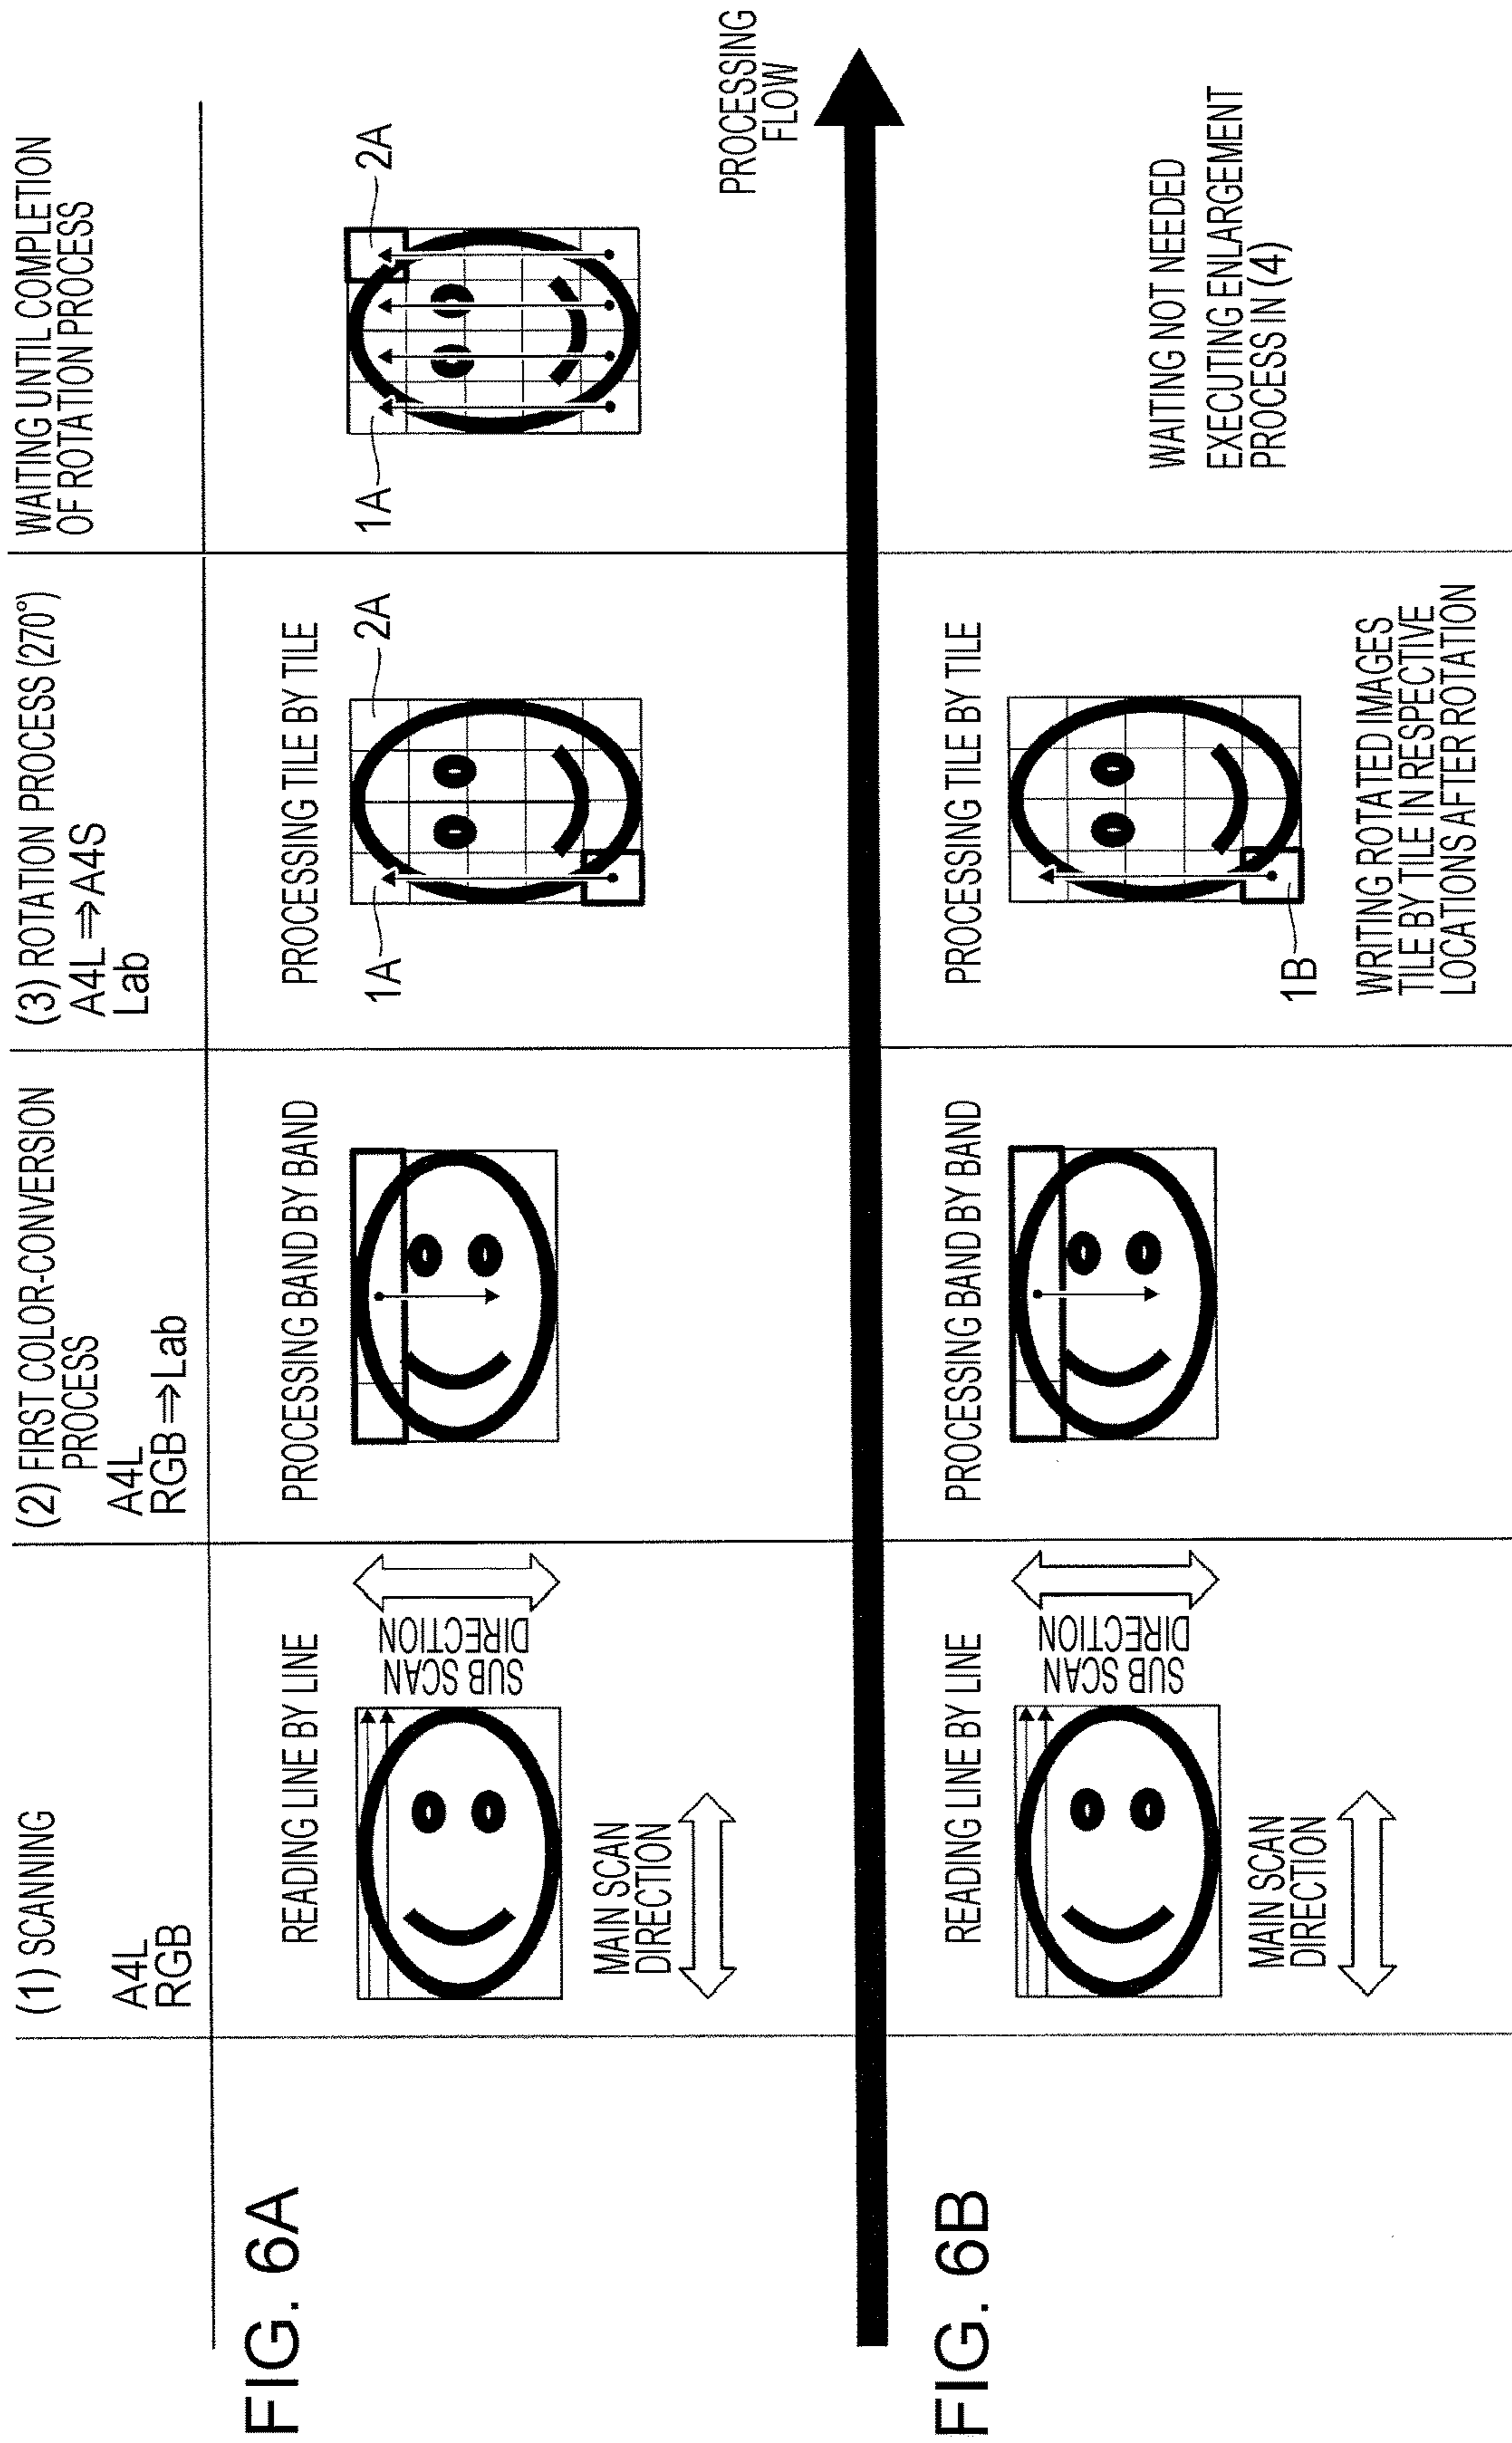 (1) SCANNING
A4L
RGB
(2) FIRST COLOR-CONVERSION
PROCESS
A4L
RGB⇒Lab
(3) ROTATION PROCESS (270°)
A4L⇒A4S
Lab
WAITING UNTIL COMPLETION
OF ROTATION PROCESS
FIG. 6A
READING LINE BY LINE
SUB SCAN
DIRECTION
MAIN SCAN
DIRECTION
PROCESSING BAND BY BAND
PROCESSING TILE BY TILE
1A
2A
1A
2A
PROCESSING
FLOW
FIG. 6B
READING LINE BY LINE
SUB SCAN
DIRECTION
MAIN SCAN
DIRECTION
PROCESSING BAND BY BAND
PROCESSING TILE BY TILE
1B
WRITING ROTATED IMAGES
TILE BY TILE IN RESPECTIVE
LOCATIONS AFTER ROTATION
WAITING NOT NEEDED
EXECUTING ENLARGEMENT
PROCESS IN (4)